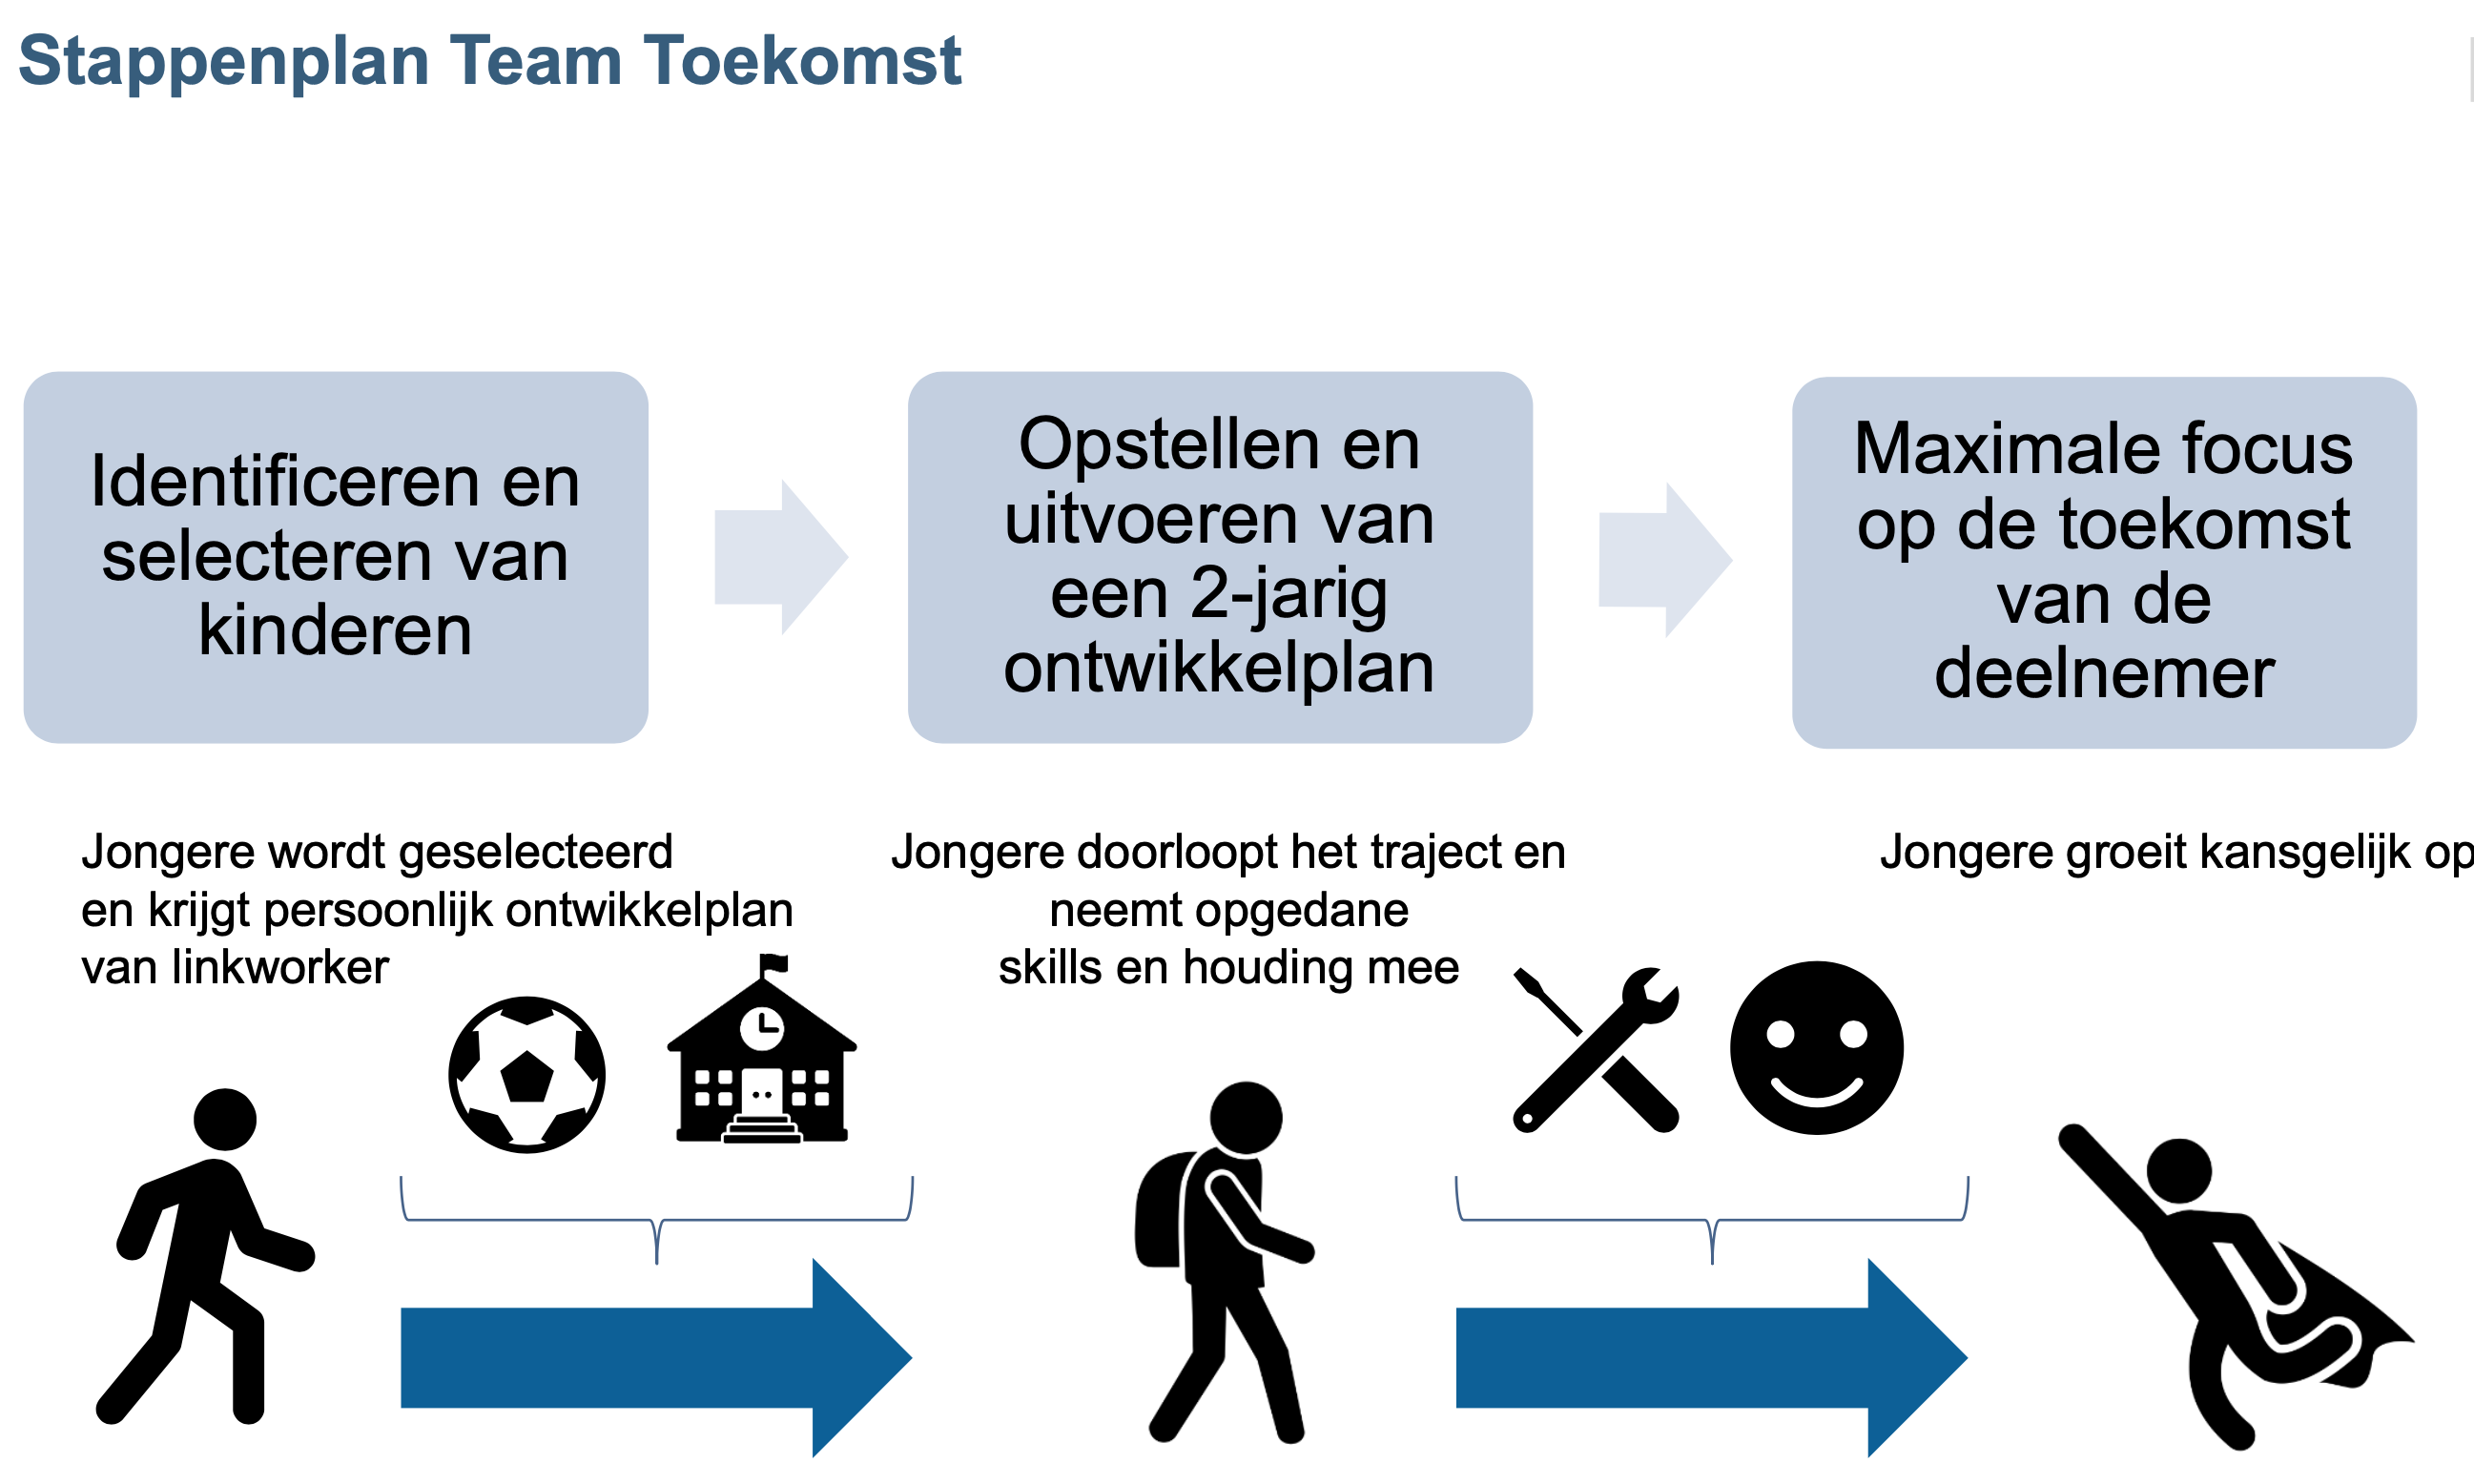 Stappenplan Team Toekomst
Identificeren en
selecteren van
kinderen
Opstellen en
uitvoeren van
een 2-jarig
ontwikkelplan
Maximale focus
op de toekomst
van de
deelnemer
Jongere wordt geselecteerd
en krijgt persoonlijk ontwikkelplan
van linkworker
Jongere doorloopt het traject en
neemt opgedane
skills en houding mee
Jongere groeit kansgelijk op